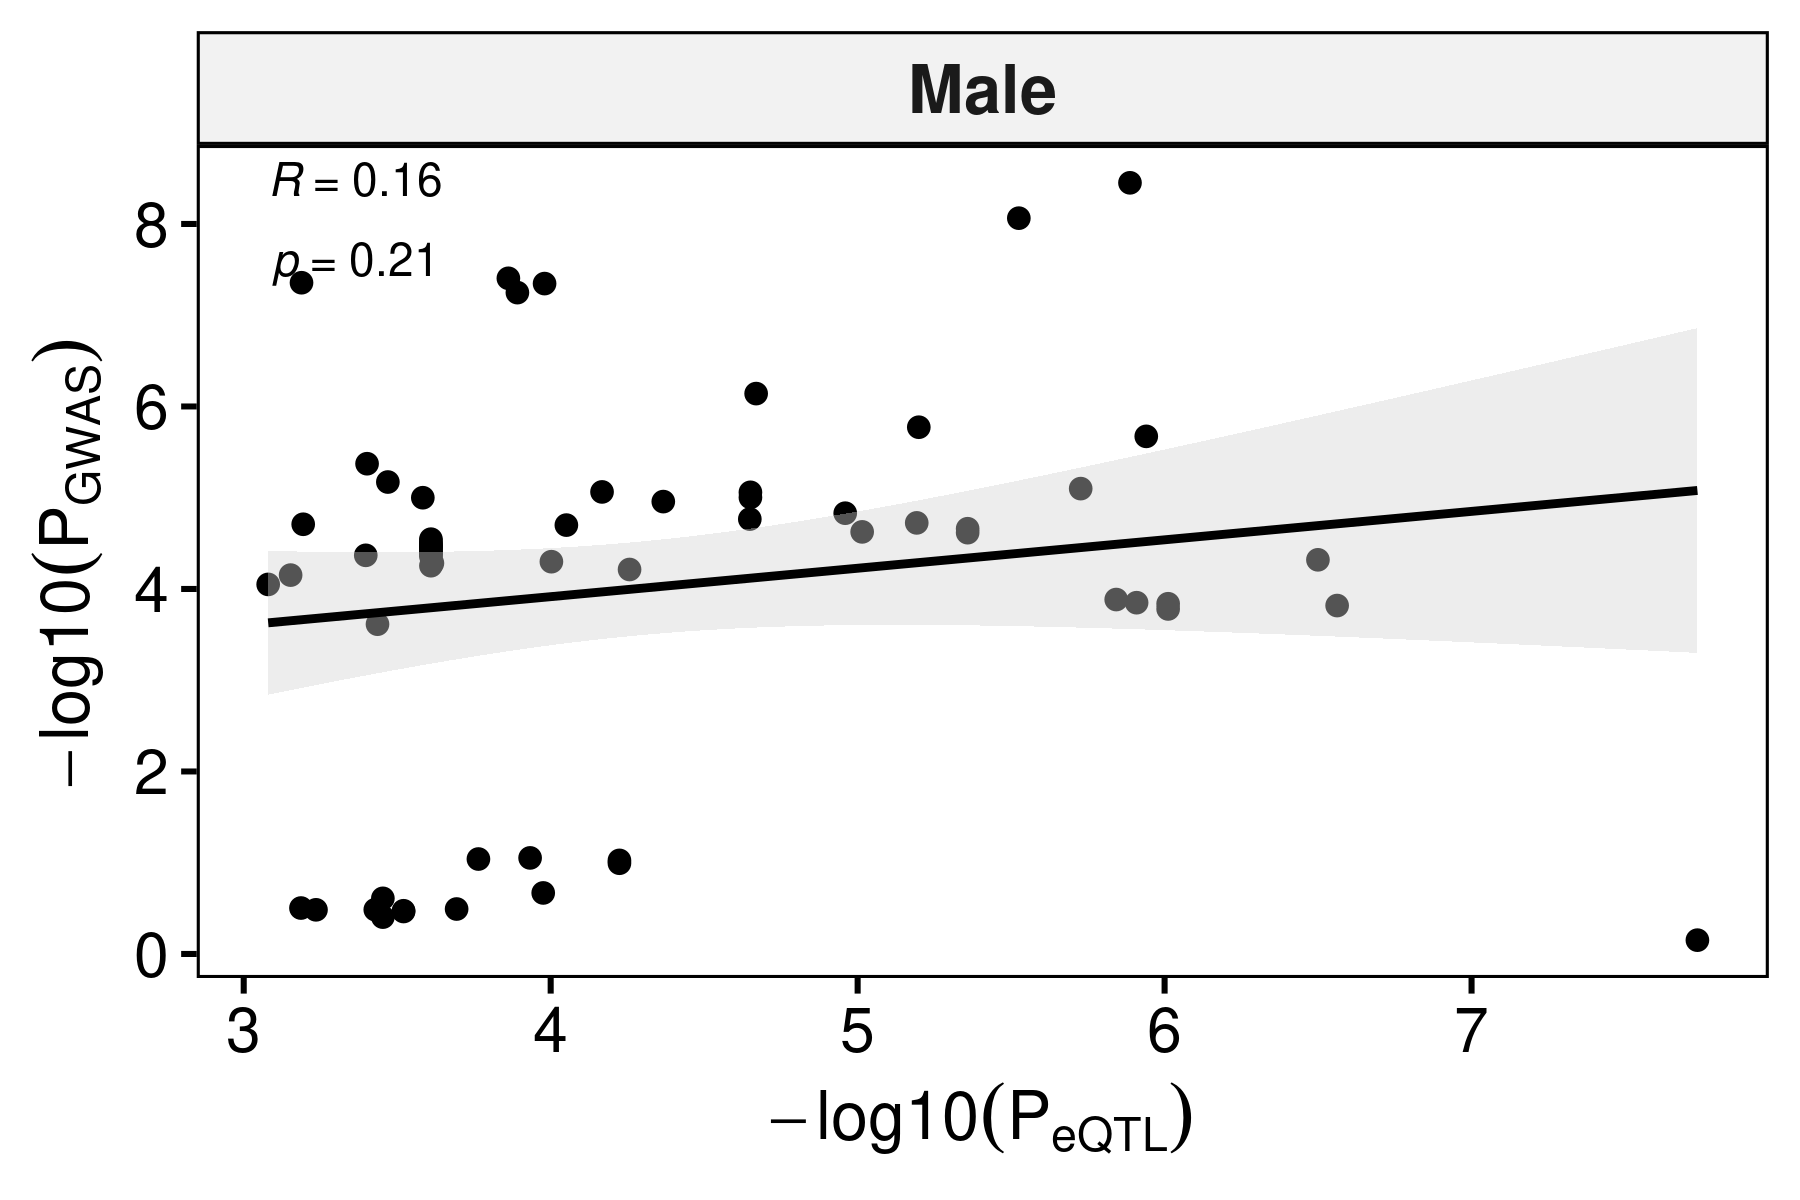 Male
R = 0.16
p = 0.21
8
6
4
2
0
−log10(PGWAS)
3 4 5 6 7
−log10(PeQTL)